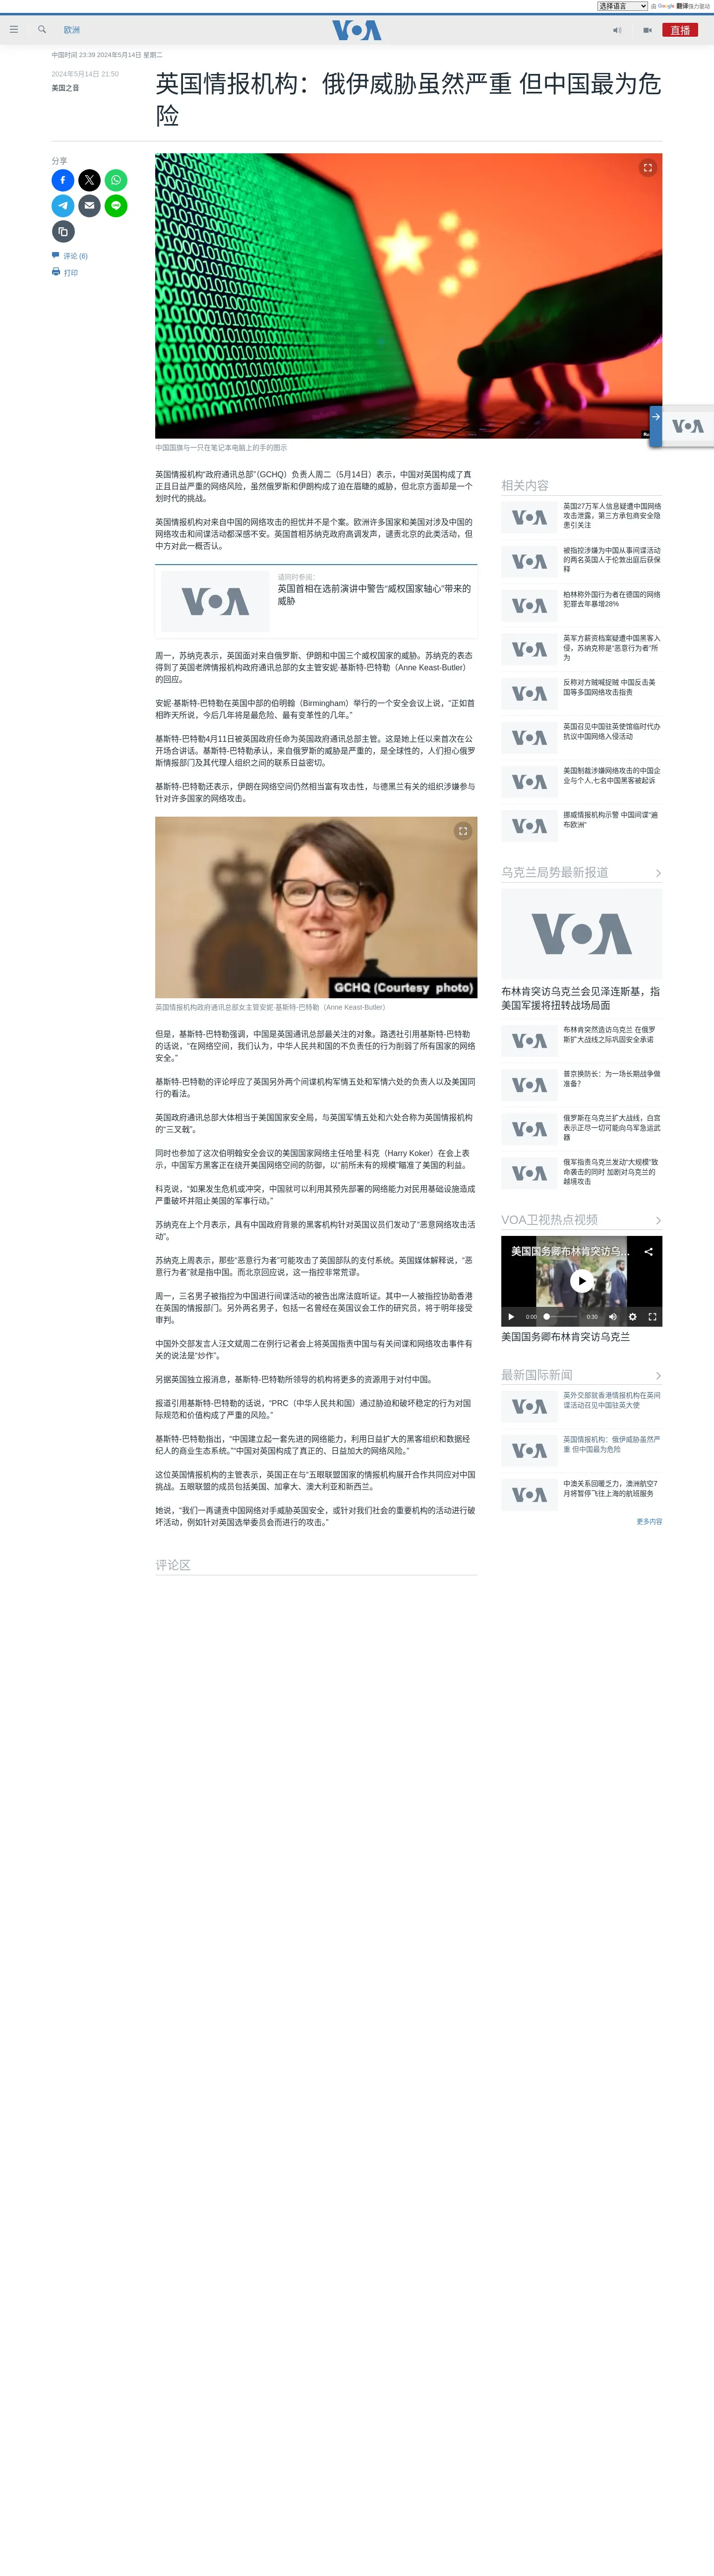 选择语言
由 Google 翻译强力驱动
欧洲
VOA
直播
中国时间 23:39 2024年5月14日 星期二
2024年5月14日 21:50
美国之音
英国情报机构：俄伊威胁虽然严重 但中国最为危
险
分享
评论 (6)
打印
中国国旗与一只在笔记本电脑上的手的图示
英国情报机构“政府通讯总部”（GCHQ）负责人周二（5月14日）表示，中国对英国构成了真
正且日益严重的网络风险，虽然俄罗斯和伊朗构成了迫在眉睫的威胁，但北京方面却是一个
划时代的挑战。
英国情报机构对来自中国的网络攻击的担忧并不是个案。欧洲许多国家和美国对涉及中国的
网络攻击和间谍活动都深感不安。英国首相苏纳克政府高调发声，谴责北京的此类活动，但
中方对此一概否认。
VOA
请同时参阅：
英国首相在选前演讲中警告“威权国家轴心”带来的
威胁
周一，苏纳克表示，英国面对来自俄罗斯、伊朗和中国三个威权国家的威胁。苏纳克的表态
得到了英国老牌情报机构政府通讯总部的女主管安妮·基斯特-巴特勒（Anne Keast-Butler）
的回应。
安妮·基斯特-巴特勒在英国中部的伯明翰（Birmingham）举行的一个安全会议上说，“正如首
相昨天所说，今后几年将是最危险、最有变革性的几年。”
基斯特-巴特勒4月11日被英国政府任命为英国政府通讯总部主管。这是她上任以来首次在公
开场合讲话。基斯特-巴特勒承认，来自俄罗斯的威胁是严重的，是全球性的，人们担心俄罗
斯情报部门及其代理人组织之间的联系日益密切。
基斯特-巴特勒还表示，伊朗在网络空间仍然相当富有攻击性，与德黑兰有关的组织涉嫌参与
针对许多国家的网络攻击。
GCHQ (Courtesy photo)
英国情报机构政府通讯总部女主管安妮·基斯特-巴特勒（Anne Keast-Butler）
但是，基斯特-巴特勒强调，中国是英国通讯总部最关注的对象。路透社引用基斯特-巴特勒
的话说，“在网络空间，我们认为，中华人民共和国的不负责任的行为削弱了所有国家的网络
安全。”
基斯特-巴特勒的评论呼应了英国另外两个间谍机构军情五处和军情六处的负责人以及美国同
行的看法。
英国政府通讯总部大体相当于美国国家安全局，与英国军情五处和六处合称为英国情报机构
的“三叉戟”。
同时也参加了这次伯明翰安全会议的美国国家网络主任哈里·科克（Harry Koker）在会上表
示，中国军方黑客正在绕开美国网络空间的防御，以“前所未有的规模”瞄准了美国的利益。
科克说，“如果发生危机或冲突，中国就可以利用其预先部署的网络能力对民用基础设施造成
严重破坏并阻止美国的军事行动。”
苏纳克在上个月表示，具有中国政府背景的黑客机构针对英国议员们发动了“恶意网络攻击活
动”。
苏纳克上周表示，那些“恶意行为者”可能攻击了英国部队的支付系统。英国媒体解释说，“恶
意行为者”就是指中国。而北京回应说，这一指控非常荒谬。
周一，三名男子被指控为中国进行间谍活动的被告出席法庭听证。其中一人被指控协助香港
在英国的情报部门。另外两名男子，包括一名曾经在英国议会工作的研究员，将于明年接受
审判。
中国外交部发言人汪文斌周二在例行记者会上将英国指责中国与有关间谍和网络攻击事件有
关的说法是“炒作”。
另据英国独立报消息，基斯特-巴特勒所领导的机构将更多的资源用于对付中国。
报道引用基斯特-巴特勒的话说，“PRC（中华人民共和国）通过胁迫和破坏稳定的行为对国
际规范和价值构成了严重的风险。”
基斯特-巴特勒指出，“中国建立起一套先进的网络能力，利用日益扩大的黑客组织和数据经
纪人的商业生态系统。”“中国对英国构成了真正的、日益加大的网络风险。”
这位英国情报机构的主管表示，英国正在与“五眼联盟国家的情报机构展开合作共同应对中国
挑战。五眼联盟的成员包括美国、加拿大、澳大利亚和新西兰。
她说，“我们一再谴责中国网络对手威胁英国安全，或针对我们社会的重要机构的活动进行破
坏活动，例如针对英国选举委员会而进行的攻击。”
评论区
VOA
相关内容
VOA
英国27万军人信息疑遭中国网络
攻击泄露，第三方承包商安全隐
患引关注
VOA
被指控涉嫌为中国从事间谍活动
的两名英国人于伦敦出庭后获保
释
VOA
柏林称外国行为者在德国的网络
犯罪去年暴增28%
VOA
英军方薪资档案疑遭中国黑客入
侵，苏纳克称是“恶意行为者”所
为
VOA
反称对方贼喊捉贼 中国反击美
国等多国网络攻击指责
VOA
英国召见中国驻英使馆临时代办
抗议中国网络入侵活动
VOA
美国制裁涉嫌网络攻击的中国企
业与个人,七名中国黑客被起诉
VOA
挪威情报机构示警 中国间谍“遍
布欧洲”
乌克兰局势最新报道
VOA
布林肯突访乌克兰会见泽连斯基，指
美国军援将扭转战场局面
VOA
布林肯突然造访乌克兰 在俄罗
斯扩大战线之际巩固安全承诺
VOA
普京换防长：为一场长期战争做
准备？
VOA
俄罗斯在乌克兰扩大战线，白宫
表示正尽一切可能向乌军急运武
器
VOA
俄军指责乌克兰发动“大规模”致
命袭击的同时 加剧对乌克兰的
越境攻击
VOA卫视热点视频
美国国务卿布林肯突访乌...
0:00
0:30
美国国务卿布林肯突访乌克兰
最新国际新闻
VOA
英外交部就香港情报机构在英间
谍活动召见中国驻英大使
VOA
英国情报机构：俄伊威胁虽然严
重 但中国最为危险
VOA
中澳关系回暖乏力，澳洲航空7
月将暂停飞往上海的航班服务
更多内容